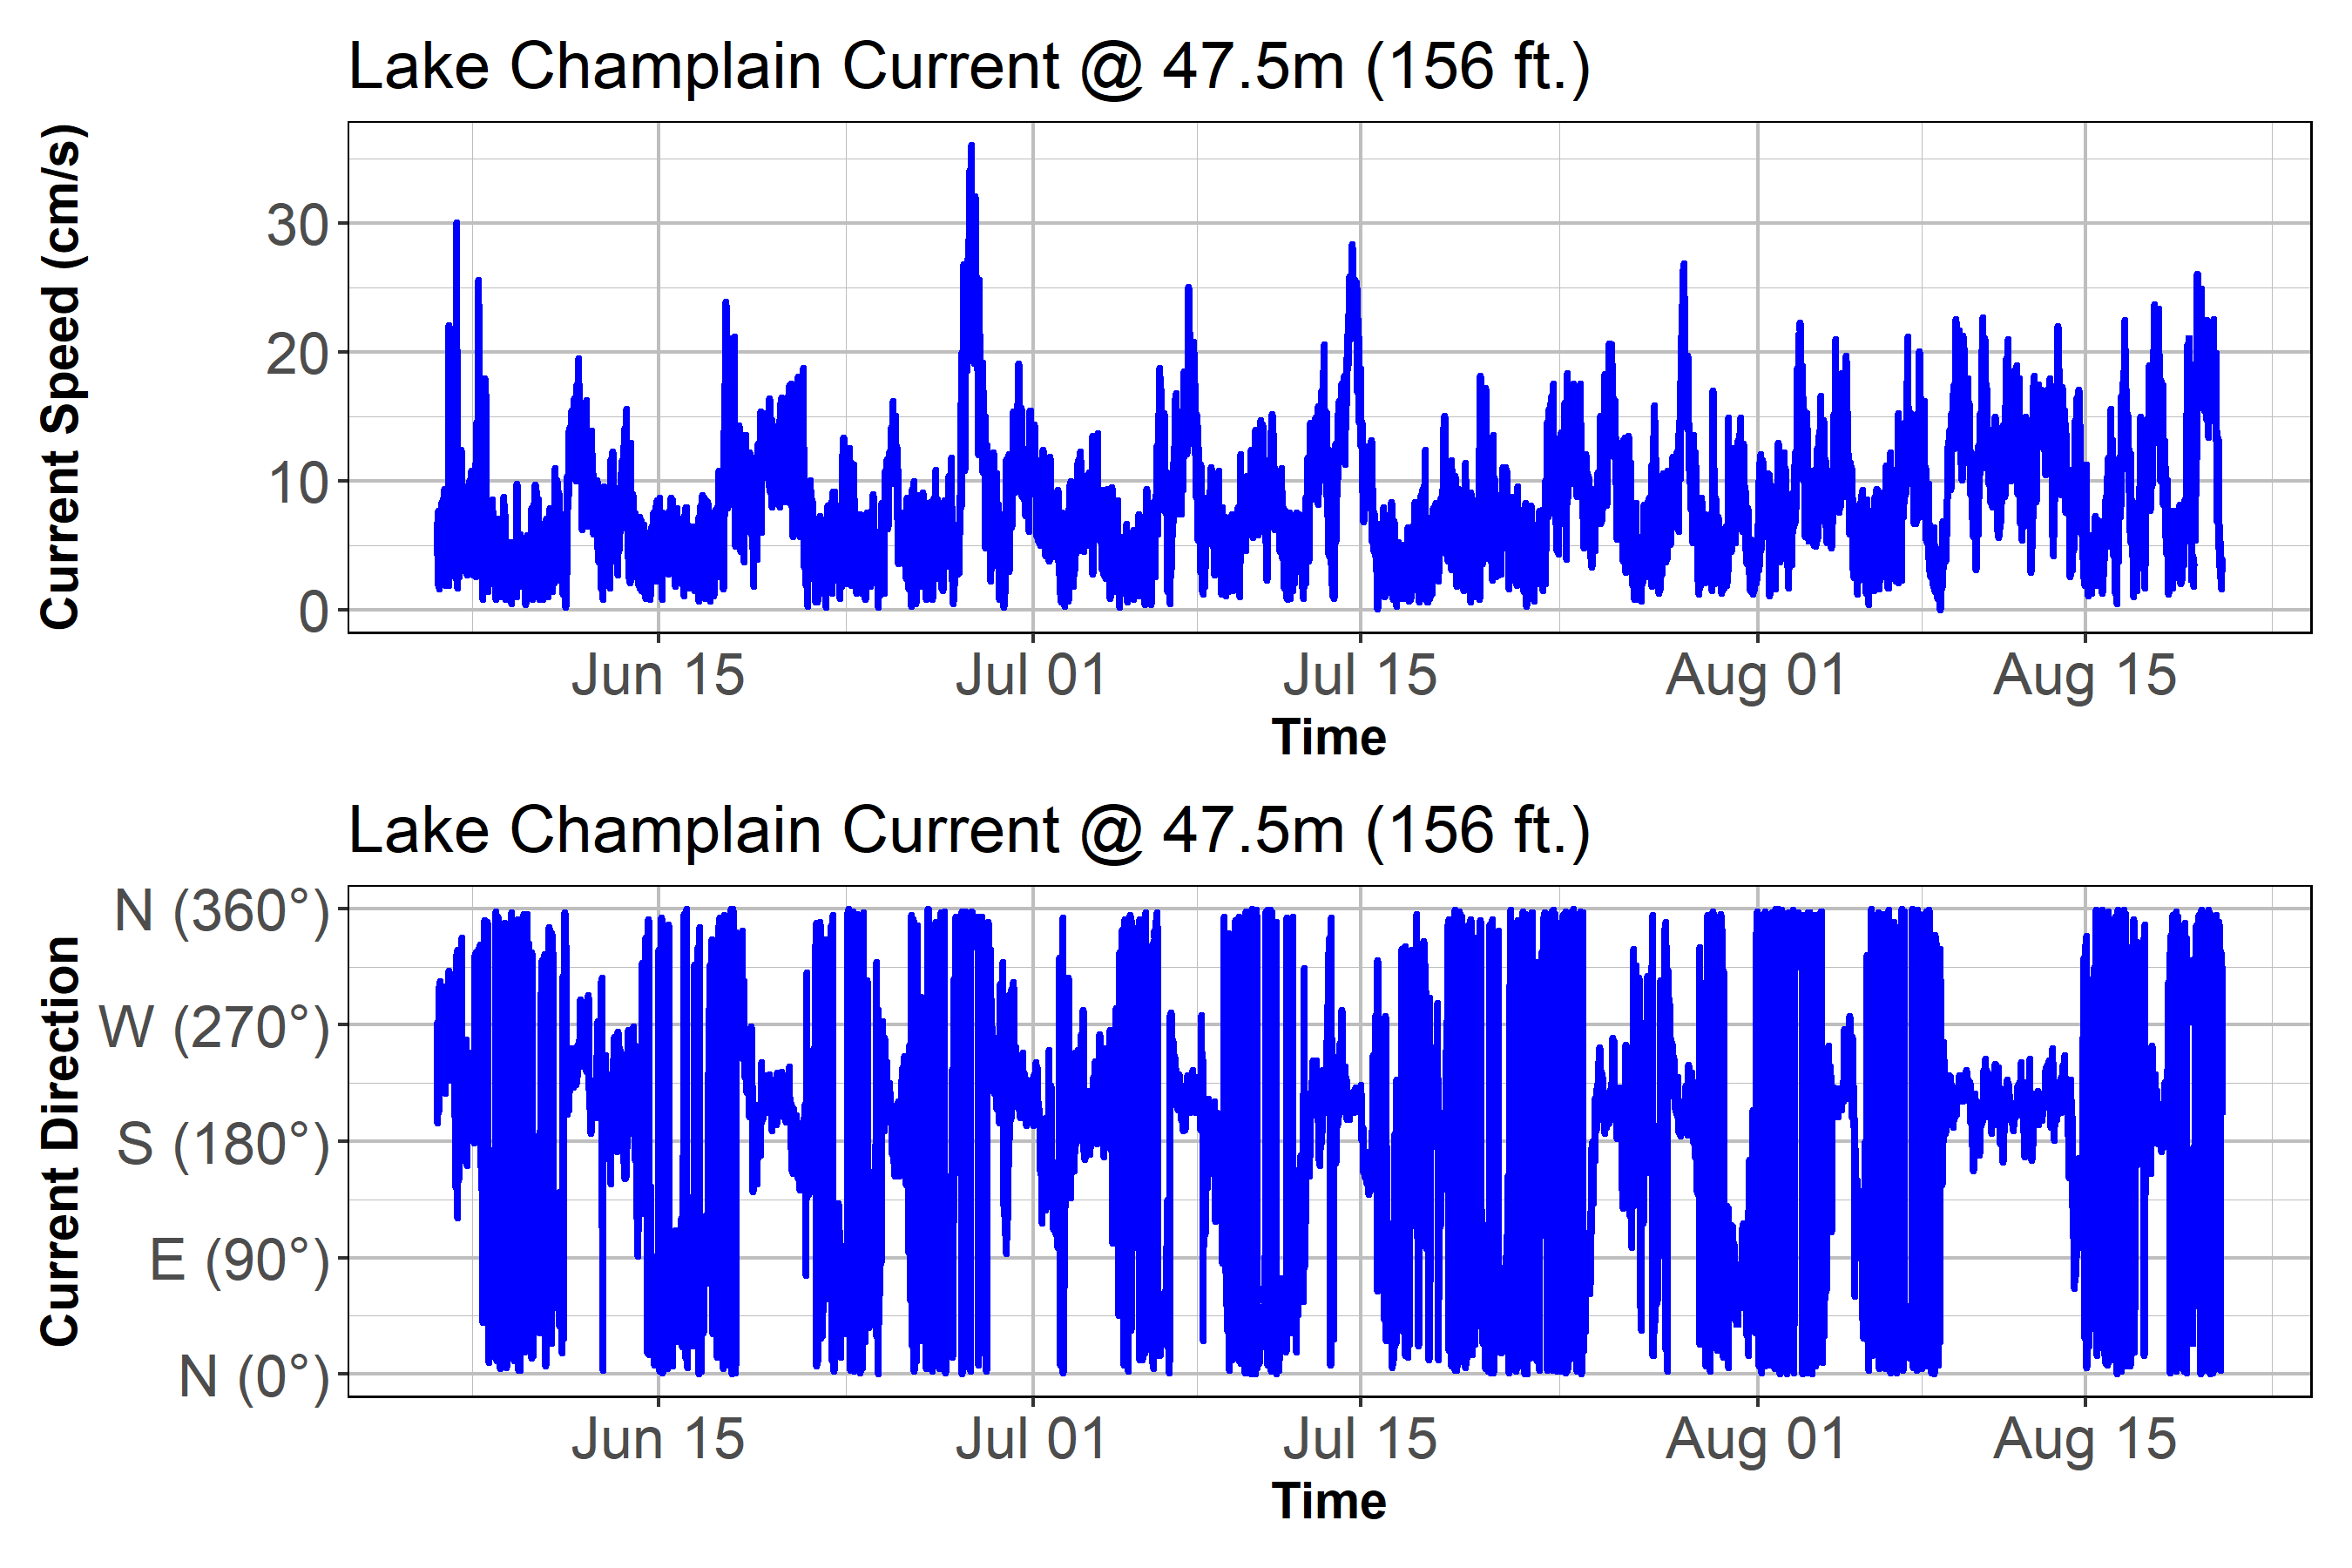 Lake Champlain Current @ 47.5m (156 ft.)
Current Speed (cm/s)
30
20
10
0
Jun 15 Jul 01 Jul 15 Aug 01 Aug 15
Time
Lake Champlain Current @ 47.5m (156 ft.)
Current Direction
N (360°)
W (270°)
S (180°)
E (90°)
N (0°)
Jun 15 Jul 01 Jul 15 Aug 01 Aug 15
Time